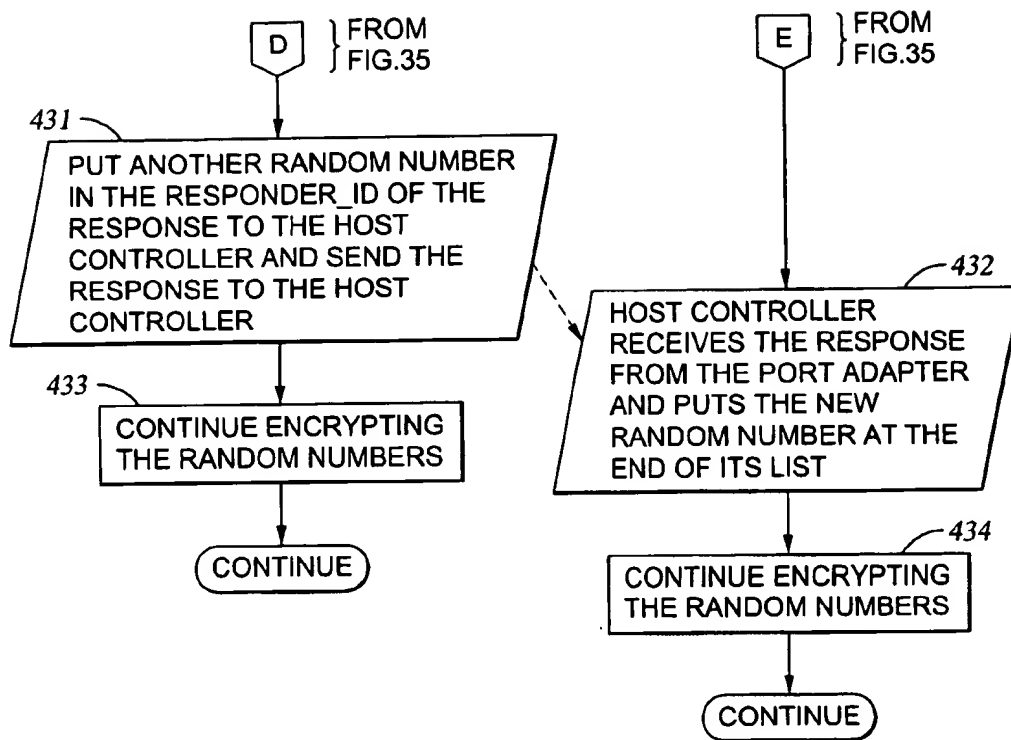 D
FROM
FIG.35
431
PUT ANOTHER RANDOM NUMBER
IN THE RESPONDER_ID OF THE
RESPONSE TO THE HOST
CONTROLLER AND SEND THE
RESPONSE TO THE HOST
CONTROLLER
433
CONTINUE ENCRYPTING
THE RANDOM NUMBERS
CONTINUE
E
FROM
FIG.35
432
HOST CONTROLLER
RECEIVES THE RESPONSE
FROM THE PORT ADAPTER
AND PUTS THE NEW
RANDOM NUMBER AT THE
END OF ITS LIST
434
CONTINUE ENCRYPTING
THE RANDOM NUMBERS
CONTINUE